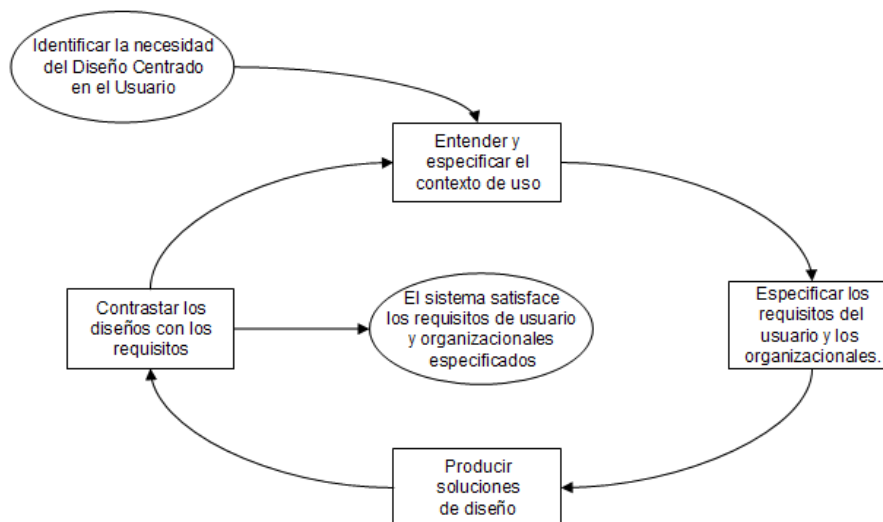 Identificar la necesidad
del Diseño Centrado
en el Usuario
Entender y
especificar el
contexto de uso
Contrastar los
diseños con los
requisitos
El sistema satisface
los requisitos de usuario
y organizacionales
especificados
Especificar los
requisitos del
usuario y los
organizacionales.
Producir
soluciones
de diseño